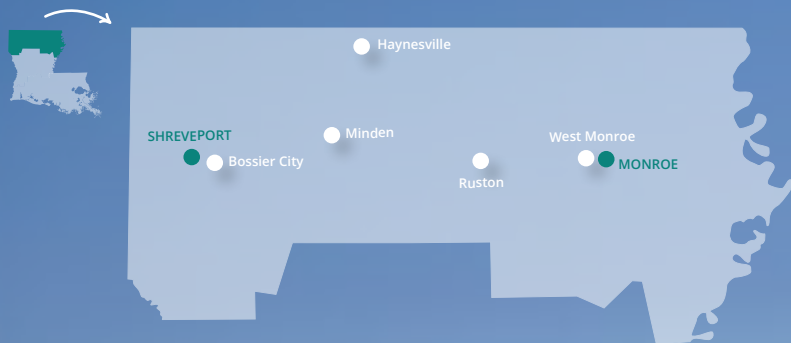 Haynesville
SHREVEPORT
Minden
West Monroe
Bossier City
MONROE
Ruston